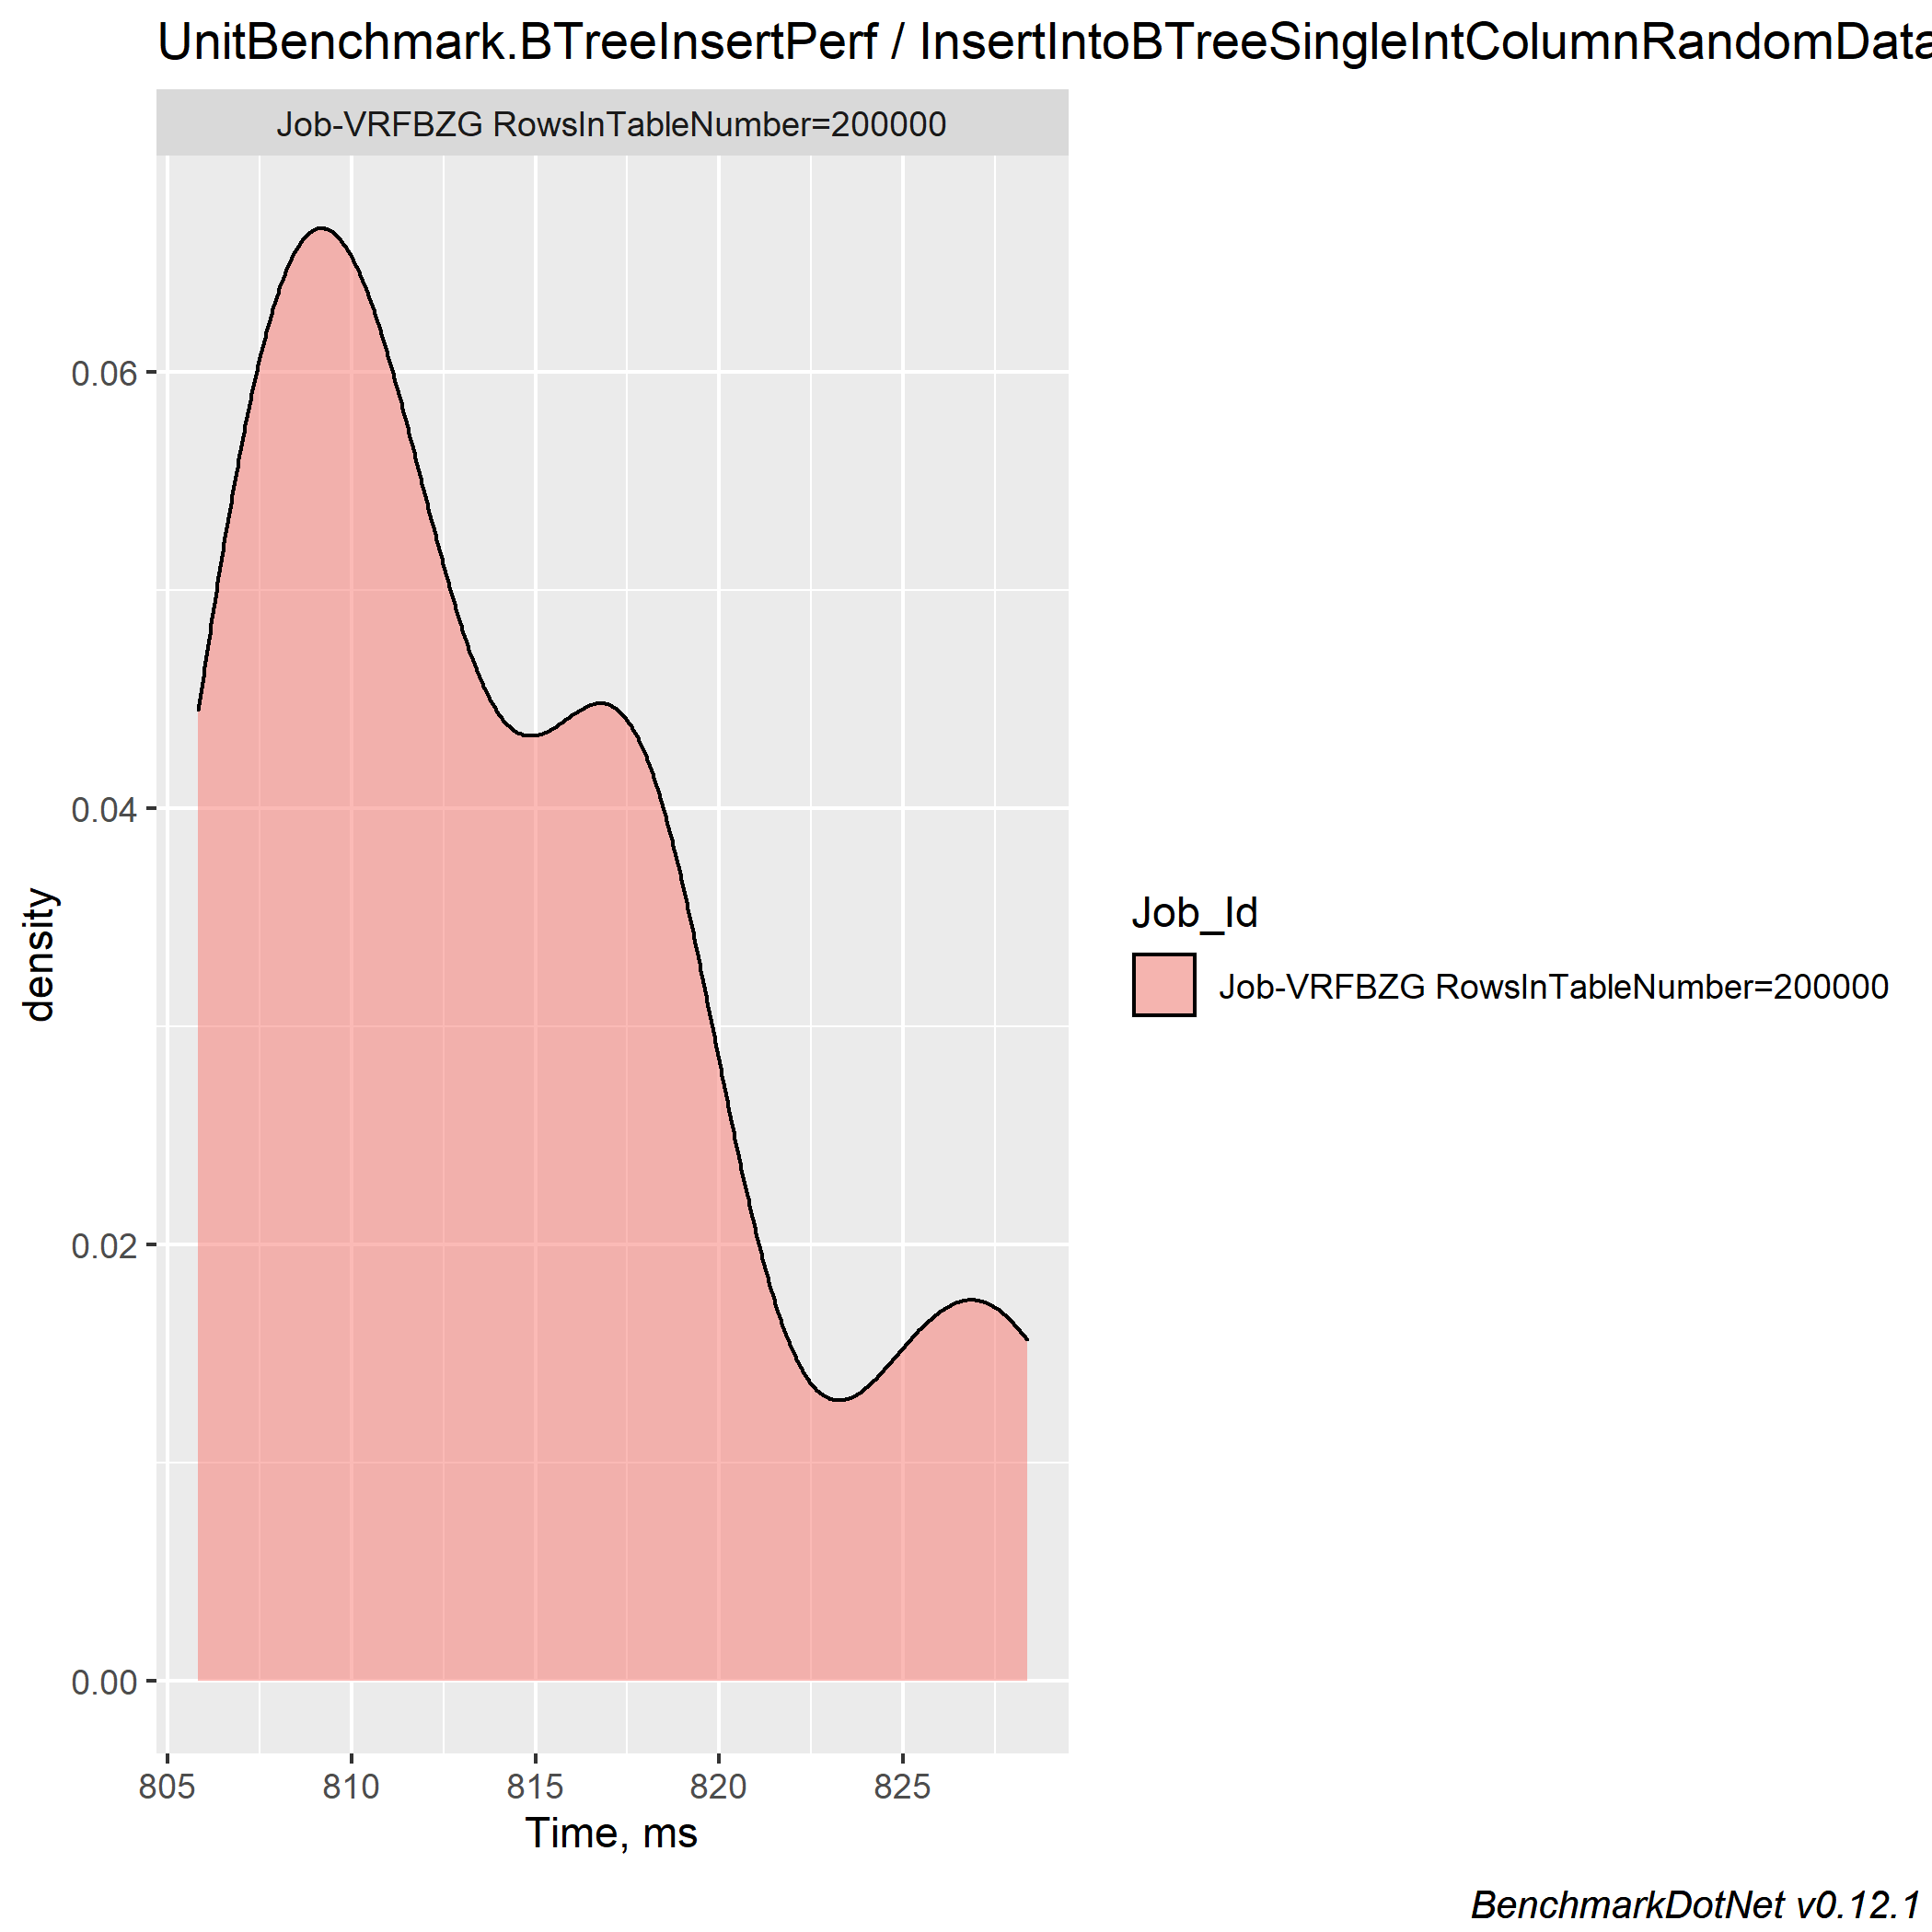 UnitBenchmark.BTreeInsertPerf / InsertIntoBTreeSingleIntColumnRandomData
Job-VRFBZG RowsInTableNumber=200000
0.06
0.04
0.02
0.00
density
805 810 815 820 825
Time, ms
Job_Id
Job-VRFBZG RowsInTableNumber=200000
BenchmarkDotNet v0.12.1